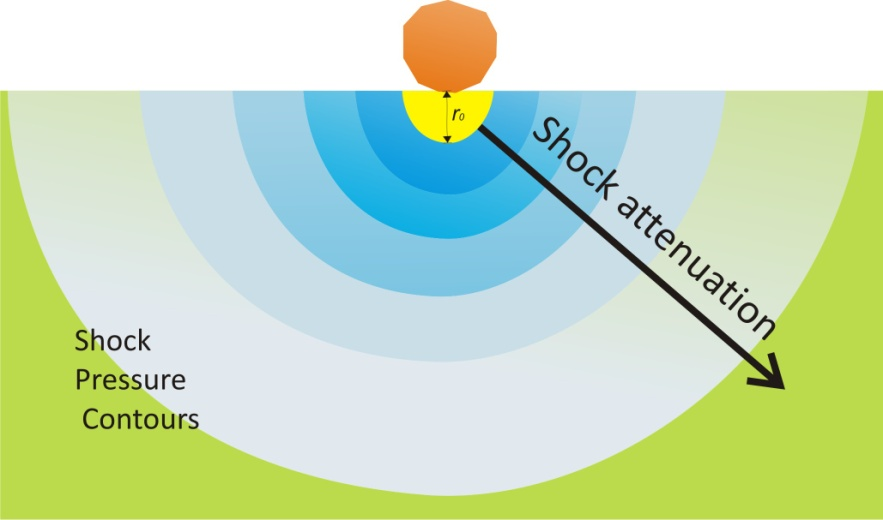 r₀
Shock attenuation
Shock
Pressure
Contours